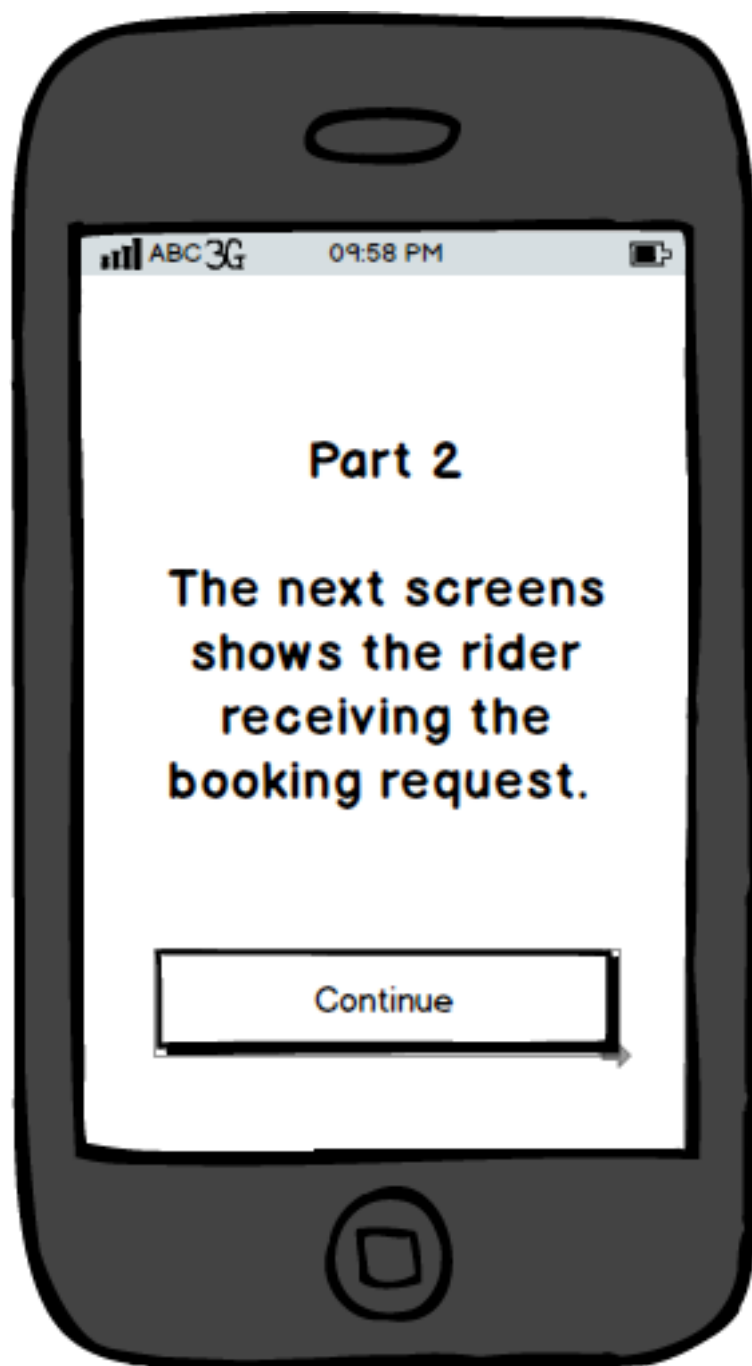 ABC 3G 09:58 PM
Part 2
The next screens
shows the rider
receiving the
booking request.
Continue